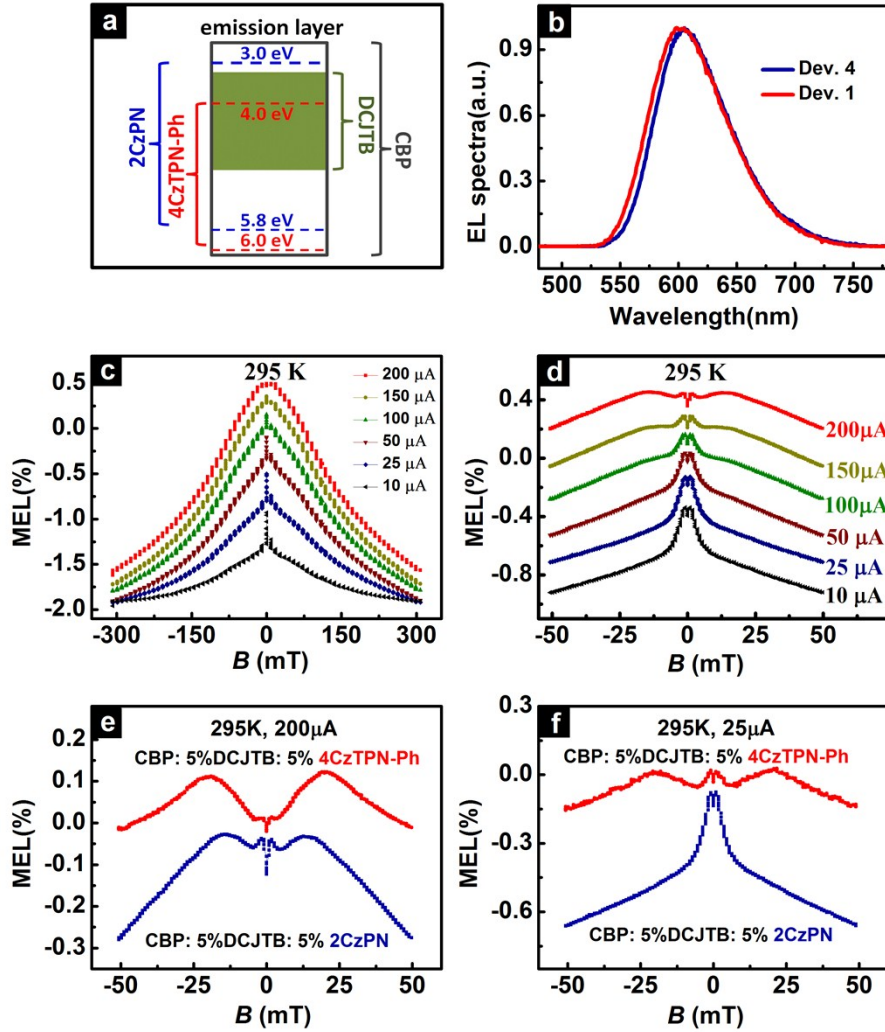 a
emission layer
3.0 eV
4.0 eV
5.8 eV
6.0 eV
2CzPN
4CzTPN-Ph
DCJTB
CBP
b
Dev. 4
Dev. 1
EL spectra(a.u.)
0.9
0.6
0.3
0.0
500 550 600 650 700 750
Wavelength(nm)
c
295 K
200 µA
150 µA
100 µA
50 µA
25 µA
10 µA
MEL(%)
0.5
0.0
-0.5
-1.0
-1.5
-2.0
-300 -150 0 150 300
B (mT)
d
295 K
200µA
150µA
100µA
50 µA
25 µA
10 µA
MEL(%)
0.4
0.0
-0.4
-0.8
-50 -25 0 25 50
B (mT)
e
295K, 200µA
CBP: 5%DCJTB: 5% 4CzTPN-Ph
CBP: 5%DCJTB: 5% 2CzPN
MEL(%)
0.2
0.1
0.0
-0.1
-0.2
-0.3
-50 -25 0 25 50
B (mT)
f
295K, 25µA
CBP: 5%DCJTB: 5% 4CzTPN-Ph
CBP: 5%DCJTB: 5% 2CzPN
MEL(%)
0.3
0.0
-0.3
-0.6
-50 -25 0 25 50
B (mT)